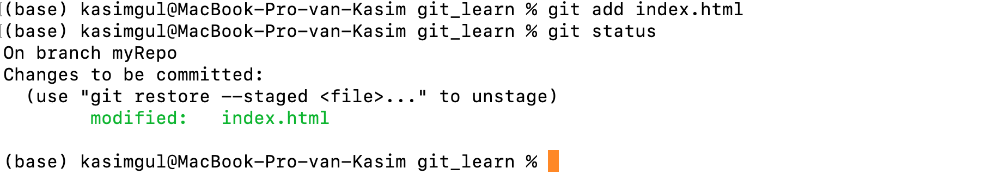 (base) kasimgul@MacBook-Pro-van-Kasim git_learn % git add index.html
(base) kasimgul@MacBook-Pro-van-Kasim git_learn % git status
On branch myRepo
Changes to be committed:
  (use "git restore --staged <file>..." to unstage)
        modified:   index.html

(base) kasimgul@MacBook-Pro-van-Kasim git_learn %